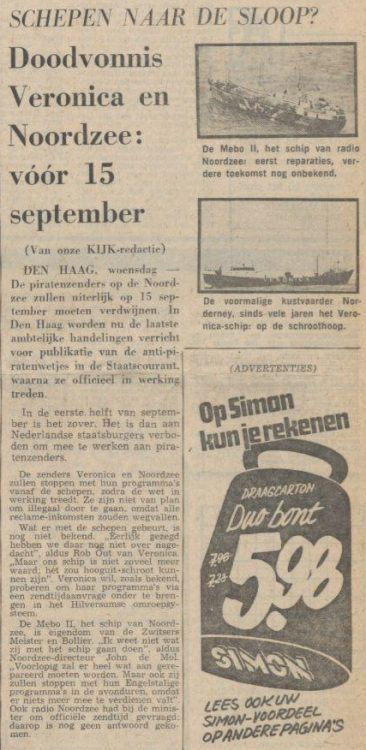 SCHEPEN NAAR DE SLOOP?
Doodvonnis
Veronica en
Noordzee:
vóór 15
september
(Van onze KIJK-redactie)
DEN HAAG, woensdag —
De piratenzenders op de Noord-
zee zullen uiterlijk op 15 sep-
tember moeten verdwijnen. In
Den Haag worden nu de laatste
ambtelijke handelingen verricht
voor publikatie van de anti-pi-
ratenwetjes in de Staatscourant,
waarna ze officieel in werking
treden.
In de eerste helft van septem-
ber is het zover. Het is dan aan
Nederlandse staatsburgers verbo-
den om mee te werken aan pira-
tenzenders.
De zenders Veronica en Noordzee
zullen stoppen met hun programma's
vanaf de schepen, zodra de wet in
werking treedt. Ze zijn niet van plan
om illegaal door te gaan, omdat alle
reclame-inkomsten zouden wegvallen.
Wat er met de schepen gebeurt, is
nog niet bekend. „Eerlijk gezegd
hebben we daar nog niet over nage-
dacht", aldus Rob Out van Veronica.
„Maar ons schip is niet zoveel meer
waard; het zou hooguit schroot kun-
nen zijn". Veronica wil, zoals bekend,
proberen om haar programma's via
een zendtijdaanvrage onder te bren-
gen in het Hilversumse omroepsy-
steem.
De Mebo II, het schip van Noord-
zee, is eigendom van de Zwitsers
Meister en Bollier. „Ik weet niet wat
zij met het schip gaan doen", aldus
Noordzee-directeur John de Mol.
„Voorlopig zal er heel wat aan gere-
pareerd moeten worden. Maar ook zij
zullen stoppen met hun Engelstalige
programma's in de avonduren, omdat
er niets meer mee te verdienen valt".
Ook radio Noordzee had bij de minis-
ter om officiële zendtijd gevraagd;
daarop is nog geen antwoord geko-
men.
De Mebo II, het schip van radio
Noordzee: eerst reparaties, ver-
dere toekomst nog onbekend.
De voormalige kustvaarder Nor-
derney, sinds vele jaren het Vero-
nica-schip: op de schroothoop.
(ADVERTENTIES)
Op Simon
kun je rekenen
DRAAGCARTON
Duo-bont
7.98
7.25
5.98
SIMON
LEES OOK UW
SIMON-VOORDEEL
OP ANDERE PAGINA'S